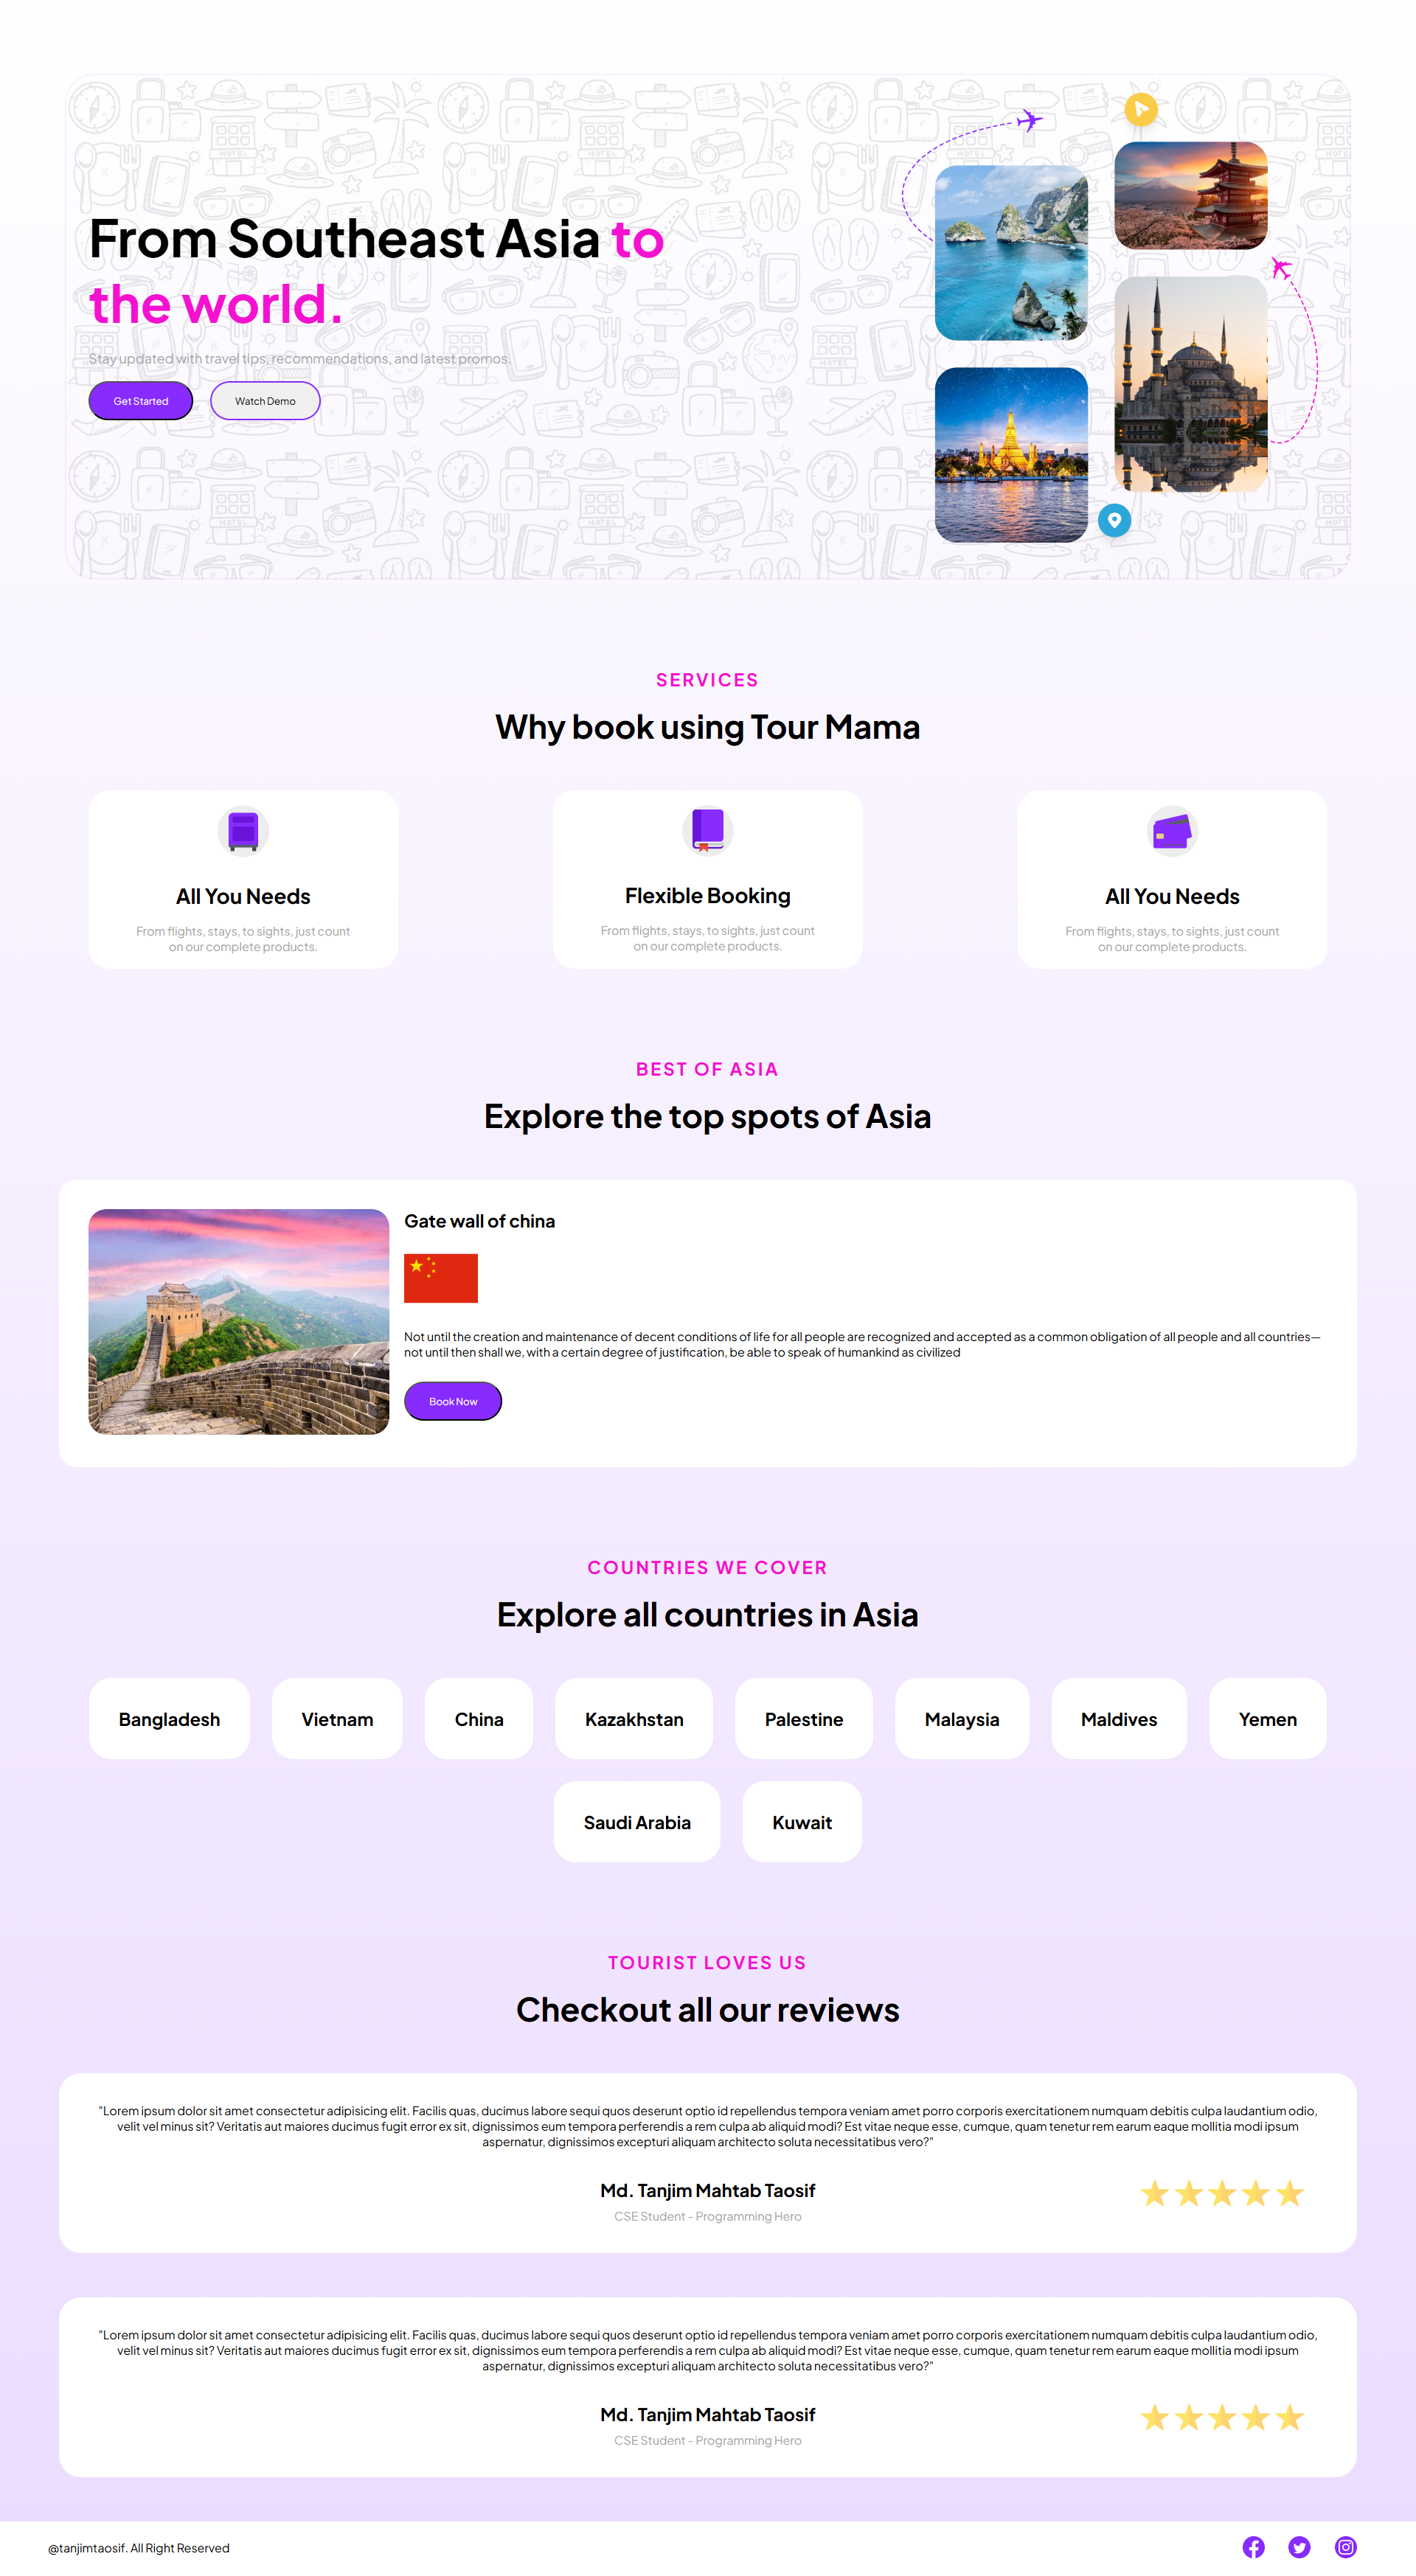 From Southeast Asia to
the world.
Stay updated with travel tips, recommendations, and latest promos.
Get Started
Watch Demo
SERVICES
Why book using Tour Mama
All You Needs
From flights, stays, to sights, just count
on our complete products.
Flexible Booking
From flights, stays, to sights, just count
on our complete products.
All You Needs
From flights, stays, to sights, just count
on our complete products.
BEST OF ASIA
Explore the top spots of Asia
Gate wall of china
Not until the creation and maintenance of decent conditions of life for all people are recognized and accepted as a common obligation of all people and all countries—
not until then shall we, with a certain degree of justification, be able to speak of humankind as civilized
Book Now
COUNTRIES WE COVER
Explore all countries in Asia
Bangladesh
Vietnam
China
Kazakhstan
Palestine
Malaysia
Maldives
Yemen
Saudi Arabia
Kuwait
TOURIST LOVES US
Checkout all our reviews
"Lorem ipsum dolor sit amet consectetur adipisicing elit. Facilis quas, ducimus labore sequi quos deserunt optio id repellendus tempora veniam amet porro corporis exercitationem numquam debitis culpa laudantium odio,
velit vel minus sit? Veritatis aut maiores ducimus fugit error ex sit, dignissimos eum tempora perferendis a rem culpa ab aliquid modi? Est vitae neque esse, cumque, quam tenetur rem earum eaque mollitia modi ipsum
aspernatur, dignissimos excepturi aliquam architecto soluta necessitatibus vero?"
Md. Tanjim Mahtab Taosif
CSE Student - Programming Hero
"Lorem ipsum dolor sit amet consectetur adipisicing elit. Facilis quas, ducimus labore sequi quos deserunt optio id repellendus tempora veniam amet porro corporis exercitationem numquam debitis culpa laudantium odio,
velit vel minus sit? Veritatis aut maiores ducimus fugit error ex sit, dignissimos eum tempora perferendis a rem culpa ab aliquid modi? Est vitae neque esse, cumque, quam tenetur rem earum eaque mollitia modi ipsum
aspernatur, dignissimos excepturi aliquam architecto soluta necessitatibus vero?"
Md. Tanjim Mahtab Taosif
CSE Student - Programming Hero
@tanjimtaosif. All Right Reserved